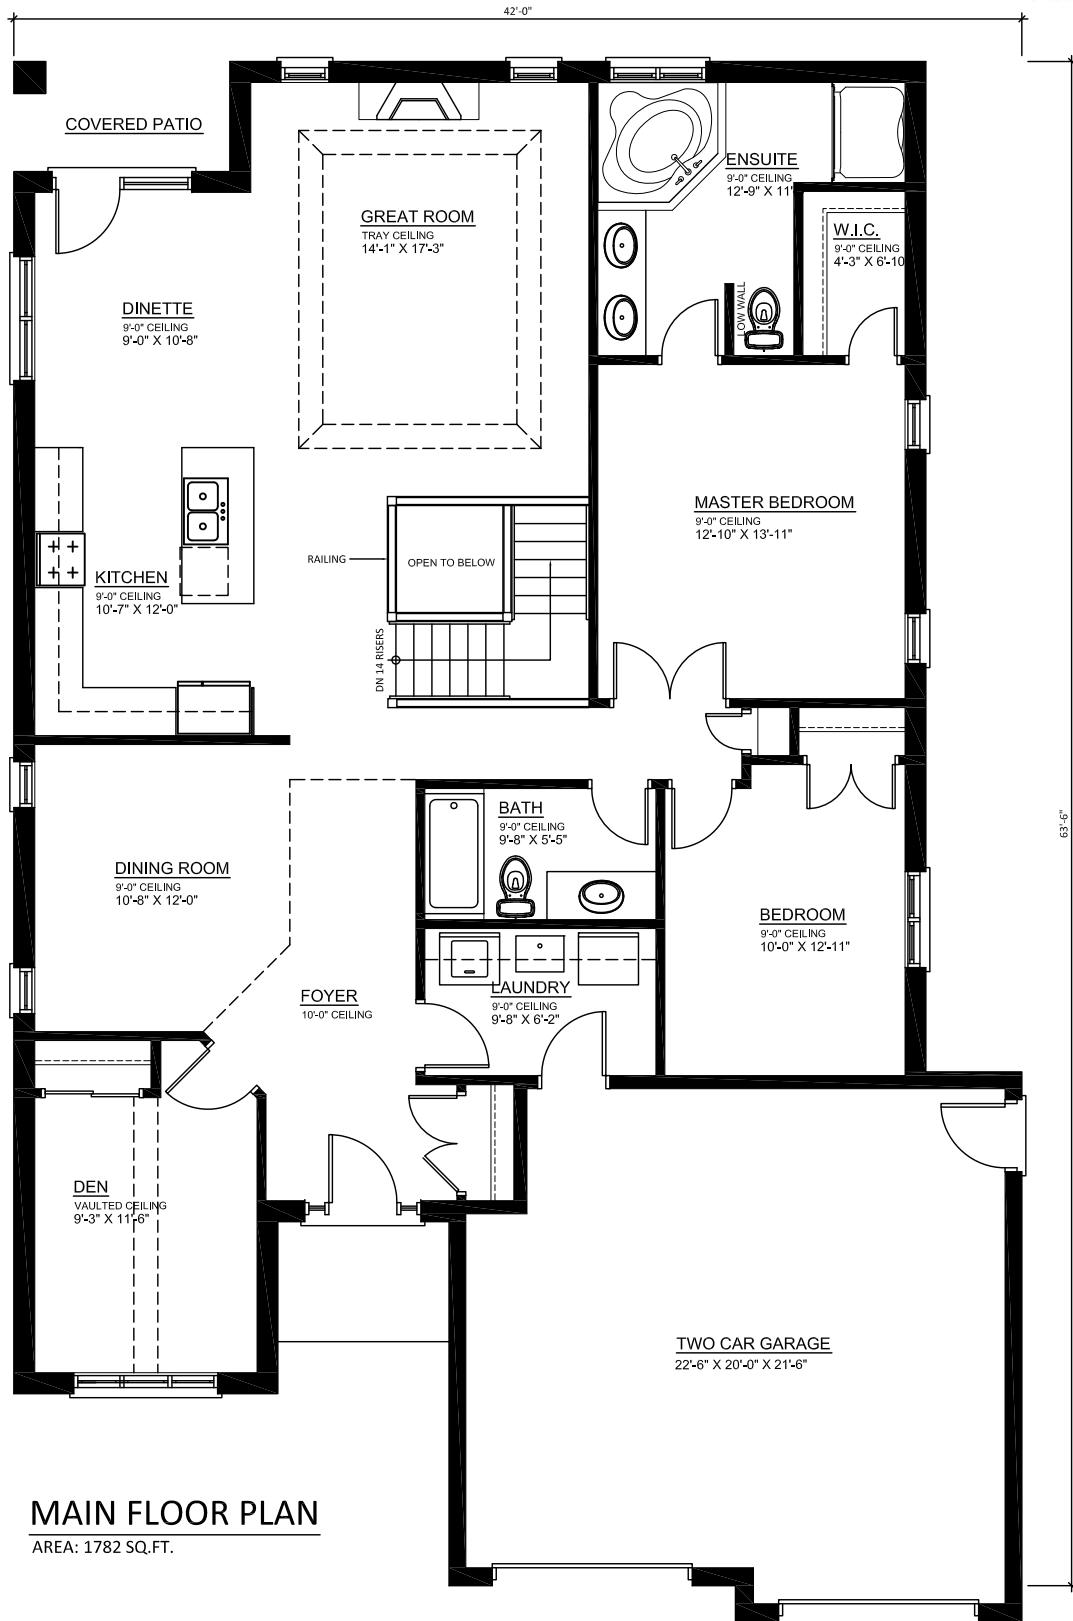 42'-0"
COVERED PATIO
ENSUITE
9'-0" CEILING
12'-9" X 11'
GREAT ROOM
TRAY CEILING
14'-1" X 17'-3"
W.I.C.
9'-0" CEILING
4'-3" X 6'-10
DINETTE
9'-0" CEILING
9'-0" X 10'-8"
LOW WALL
MASTER BEDROOM
9'-0" CEILING
12'-10" X 13'-11"
RAILING
OPEN TO BELOW
KITCHEN
9'-0" CEILING
10'-7" X 12'-0"
DN 14 RISERS
BATH
9'-0" CEILING
9'-8" X 5'-5"
63'-6"
DINING ROOM
9'-0" CEILING
10'-8" X 12'-0"
BEDROOM
9'-0" CEILING
10'-0" X 12'-11"
FOYER
10'-0" CEILING
LAUNDRY
9'-0" CEILING
9'-8" X 6'-2"
DEN
VAULTED CEILING
9'-3" X 11'-6"
TWO CAR GARAGE
22'-6" X 20'-0" X 21'-6"
MAIN FLOOR PLAN
AREA: 1782 SQ.FT.